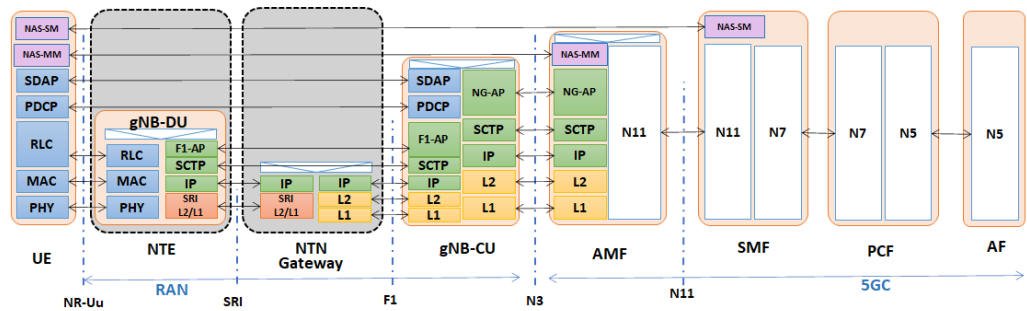 NAS-SM
NAS-SM
NAS-MM
NAS-MM
SDAP
SDAP
NG-AP
NG-AP
PDCP
PDCP
gNB-DU
RLC
RLC
F1-AP
F1-AP
SCTP
SCTP
N11
N11
N7
N7
N5
N5
SCTP
SCTP
IP
IP
MAC
MAC
IP
IP
IP
IP
L2
L2
PHY
PHY
SRI
L2/L1
SRI
L2/L1
L2
L1
L2
L1
L1
L1
UE
NTE
NTN
Gateway
gNB-CU
AMF
SMF
PCF
AF
RAN
5GC
NR-Uu
SRI
F1
N3
N11